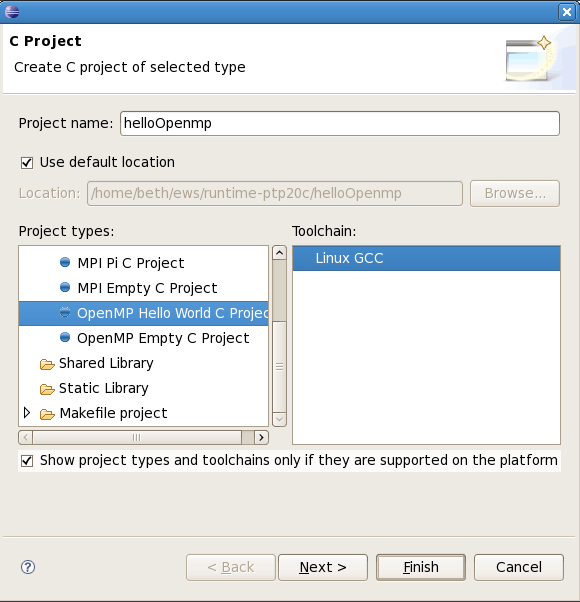 C Project
Create C project of selected type
Project name: helloOpenmp
Use default location
Location: /home/beth/ews/runtime-ptp20c/helloOpenmp Browse...
Project types: Toolchain:
MPI Pi C Project Linux GCC
MPI Empty C Project
OpenMP Hello World C Projec
OpenMP Empty C Project
Shared Library
Static Library
Makefile project
Show project types and toolchains only if they are supported on the platform
? < Back Next > Finish Cancel